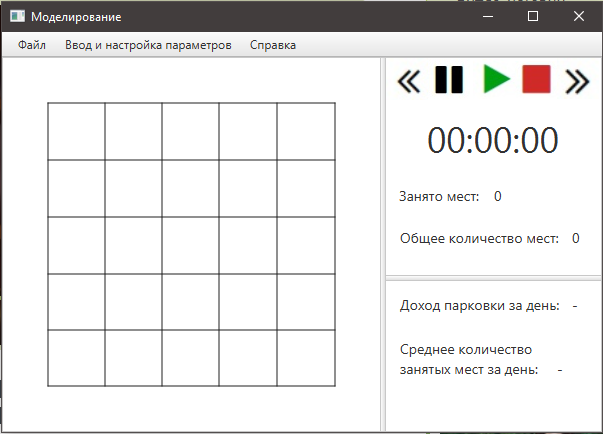 Моделирование
Файл Ввод и настройка параметров Справка
00:00:00
Занято мест: 0
Общее количество мест: 0
Доход парковки за день: -
Среднее количество
занятых мест за день: -